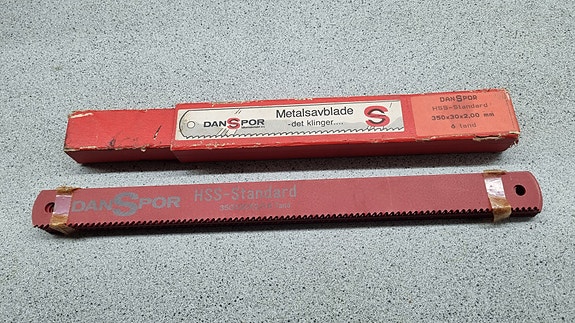 DANSPOR
Metalsavblade
-det klinger....
S
DANSPOR
HSS-Standard
350x30x2,00 mm
6 tand
DANSPOR
HSS-Standard